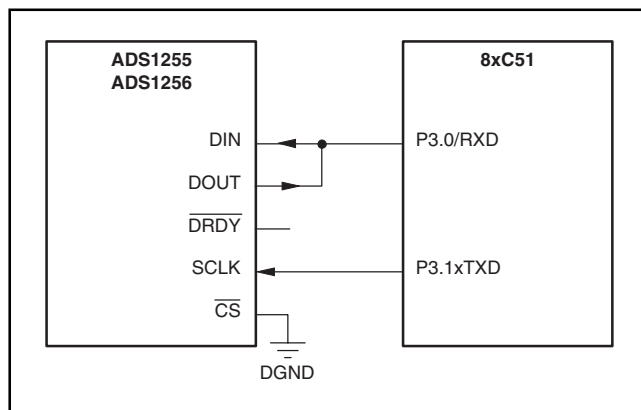 ADS1255
ADS1256
8xC51
DIN
P3.0/RXD
DOUT
DRDY
SCLK
P3.1xTXD
CS
DGND